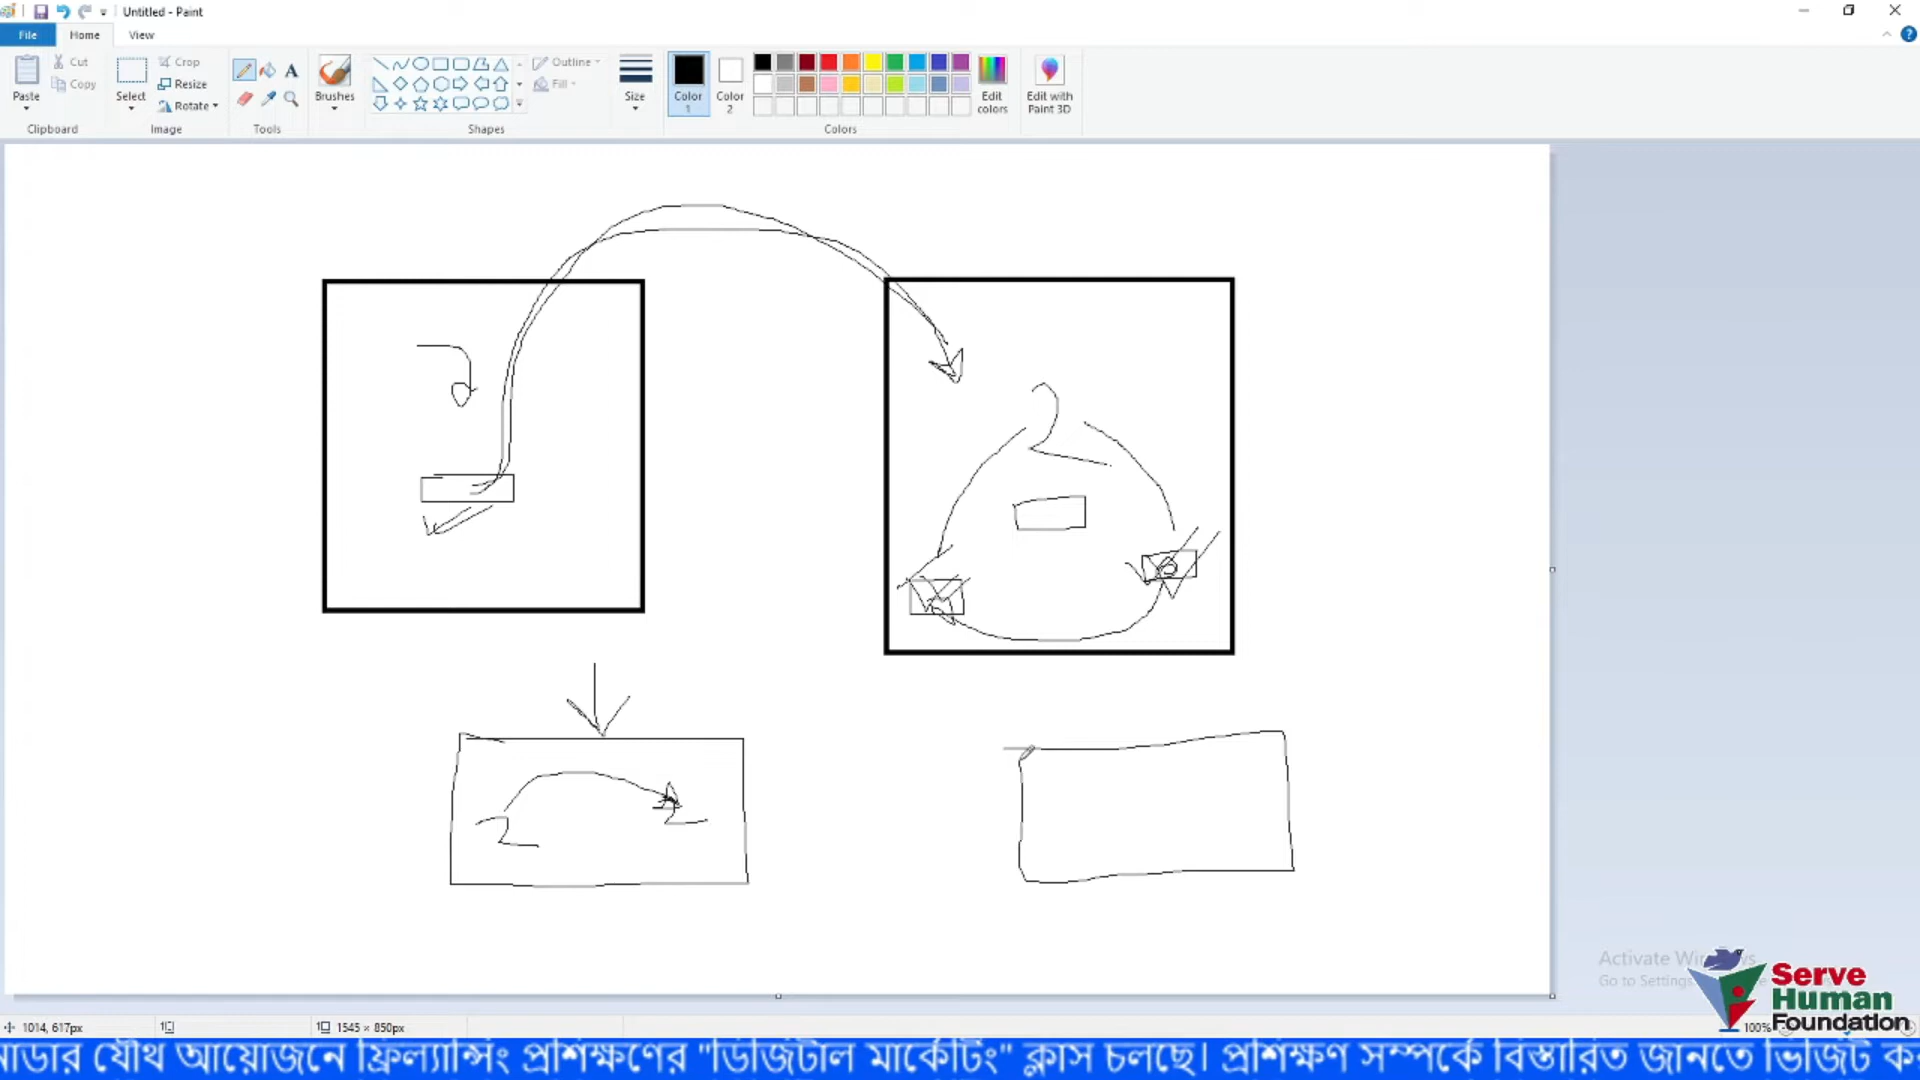 Untitled - Paint
File
Home
View
Paste
Cut
Copy
Clipboard
Select
Crop
Resize
Rotate
Image
Tools
Brushes
Shapes
Outline
Fill
Size
Color 1
Color 2
Edit colors
Colors
Edit with Paint 3D
Activate Windows
Go to Settings
Serve
Human
Foundation
1014, 617px
1545 × 850px
100%
যৌথ আয়োজনে ফ্রিল্যান্সিং প্রশিক্ষণের "ডিজিটাল মার্কেটিং" ক্লাস চলছে। প্রশিক্ষণ সম্পর্কে বিস্তারিত জানতে ভিজিট